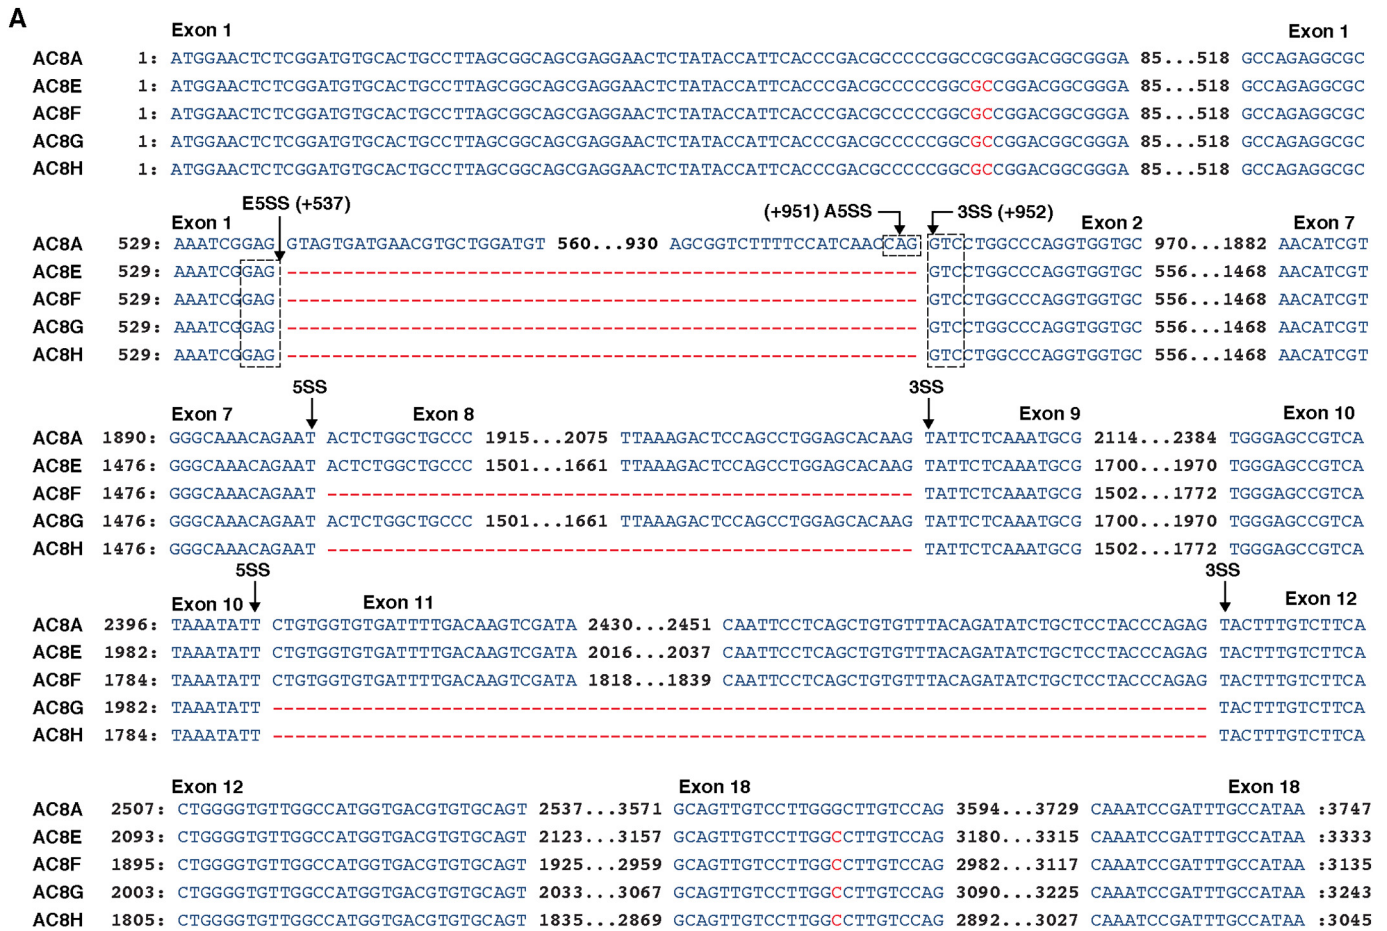 A
Exon 1 Exon 1
AC8A 1: ATGGAACTCTCGGATGTGCACTGCCTTAGCGGCAGCGAGGAACTCTATACCATTCACCCGACGCCCCCGGCCGCGGACGGCGGGA 85...518 GCCAGAGGCGC
AC8E 1: ATGGAACTCTCGGATGTGCACTGCCTTAGCGGCAGCGAGGAACTCTATACCATTCACCCGACGCCCCCGGCGCCGGACGGCGGGA 85...518 GCCAGAGGCGC
AC8F 1: ATGGAACTCTCGGATGTGCACTGCCTTAGCGGCAGCGAGGAACTCTATACCATTCACCCGACGCCCCCGGCGCCGGACGGCGGGA 85...518 GCCAGAGGCGC
AC8G 1: ATGGAACTCTCGGATGTGCACTGCCTTAGCGGCAGCGAGGAACTCTATACCATTCACCCGACGCCCCCGGCGCCGGACGGCGGGA 85...518 GCCAGAGGCGC
AC8H 1: ATGGAACTCTCGGATGTGCACTGCCTTAGCGGCAGCGAGGAACTCTATACCATTCACCCGACGCCCCCGGCGCCGGACGGCGGGA 85...518 GCCAGAGGCGC
E5SS (+537) (+951) A5SS 3SS (+952)
Exon 1 Exon 2 Exon 7
AC8A 529: AAATCGGAG GTAGTGATGAACGTGCTGGATGT 560...930 AGCGGTCTTTTCCATCAACCAG GTCCTGGCCCAGGTGGTGC 970...1882 AACATCGT
AC8E 529: AAATCGGAG GTCCTGGCCCAGGTGGTGC 556...1468 AACATCGT
AC8F 529: AAATCGGAG GTCCTGGCCCAGGTGGTGC 556...1468 AACATCGT
AC8G 529: AAATCGGAG GTCCTGGCCCAGGTGGTGC 556...1468 AACATCGT
AC8H 529: AAATCGGAG GTCCTGGCCCAGGTGGTGC 556...1468 AACATCGT
5SS 3SS
Exon 7 Exon 8 Exon 9 Exon 10
AC8A 1890: GGGCAAACAGAAT ACTCTGGCTGCCC 1915...2075 TTAAAGACTCCAGCCTGGAGCACAAG TATTCTCAAATGCG 2114...2384 TGGGAGCCGTCA
AC8E 1476: GGGCAAACAGAAT ACTCTGGCTGCCC 1501...1661 TTAAAGACTCCAGCCTGGAGCACAAG TATTCTCAAATGCG 1700...1970 TGGGAGCCGTCA
AC8F 1476: GGGCAAACAGAAT TATTCTCAAATGCG 1502...1772 TGGGAGCCGTCA
AC8G 1476: GGGCAAACAGAAT ACTCTGGCTGCCC 1501...1661 TTAAAGACTCCAGCCTGGAGCACAAG TATTCTCAAATGCG 1700...1970 TGGGAGCCGTCA
AC8H 1476: GGGCAAACAGAAT TATTCTCAAATGCG 1502...1772 TGGGAGCCGTCA
5SS 3SS
Exon 10 Exon 11 Exon 12
AC8A 2396: TAAATATT CTGTGGTGTGATTTTGACAAGTCGATA 2430...2451 CAATTCCTCAGCTGTGTTTACAGATATCTGCTCCTACCCAGAG TACTTTGTCTTCA
AC8E 1982: TAAATATT CTGTGGTGTGATTTTGACAAGTCGATA 2016...2037 CAATTCCTCAGCTGTGTTTACAGATATCTGCTCCTACCCAGAG TACTTTGTCTTCA
AC8F 1784: TAAATATT CTGTGGTGTGATTTTGACAAGTCGATA 1818...1839 CAATTCCTCAGCTGTGTTTACAGATATCTGCTCCTACCCAGAG TACTTTGTCTTCA
AC8G 1982: TAAATATT TACTTTGTCTTCA
AC8H 1784: TAAATATT TACTTTGTCTTCA
Exon 12 Exon 18 Exon 18
AC8A 2507: CTGGGGTGTTGGCCATGGTGACGTGTGCAGT 2537...3571 GCAGTTGTCCTTGGGCTTGTCCAG 3594...3729 CAAATCCGATTTGCCATAA :3747
AC8E 2093: CTGGGGTGTTGGCCATGGTGACGTGTGCAGT 2123...3157 GCAGTTGTCCTTGGCCTTGTCCAG 3180...3315 CAAATCCGATTTGCCATAA :3333
AC8F 1895: CTGGGGTGTTGGCCATGGTGACGTGTGCAGT 1925...2959 GCAGTTGTCCTTGGCCTTGTCCAG 2982...3117 CAAATCCGATTTGCCATAA :3135
AC8G 2003: CTGGGGTGTTGGCCATGGTGACGTGTGCAGT 2033...3067 GCAGTTGTCCTTGGCCTTGTCCAG 3090...3225 CAAATCCGATTTGCCATAA :3243
AC8H 1805: CTGGGGTGTTGGCCATGGTGACGTGTGCAGT 1835...2869 GCAGTTGTCCTTGGCCTTGTCCAG 2892...3027 CAAATCCGATTTGCCATAA :3045